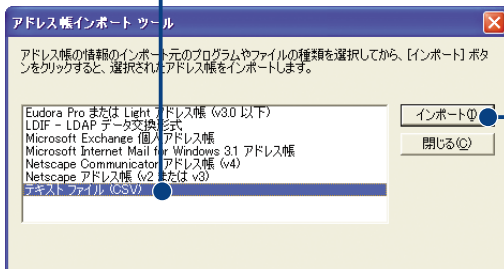 アドレス帳インポート ツール
アドレス帳の情報のインポート元のプログラムやファイルの種類を選択してから、[インポート] ボタ
ンをクリックすると、選択されたアドレス帳をインポートします。
Eudora Pro または Light アドレス帳 (v3.0 以下)
LDIF - LDAP データ交換形式
Microsoft Exchange 個人アドレス帳
Microsoft Internet Mail for Windows 3.1 アドレス帳
Netscape Communicator アドレス帳 (v4)
Netscape アドレス帳 (v2 または v3)
テキスト ファイル (CSV)
インポート(I)
閉じる(C)